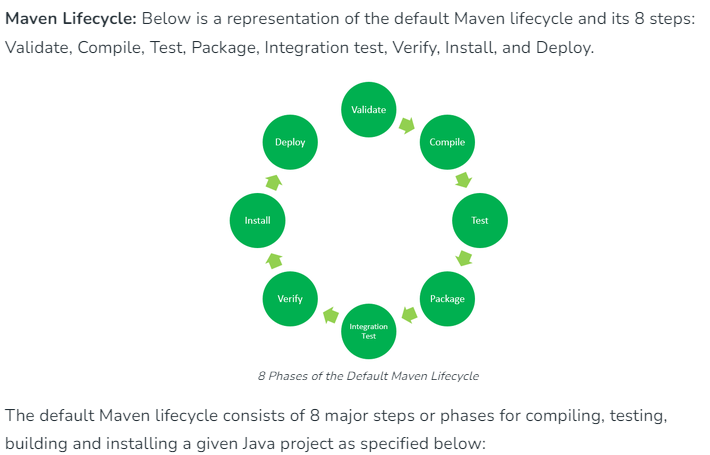 Maven Lifecycle: Below is a representation of the default Maven lifecycle and its 8 steps:
Validate, Compile, Test, Package, Integration test, Verify, Install, and Deploy.
Validate
Compile
Test
Package
Integration
Test
Verify
Install
Deploy
8 Phases of the Default Maven Lifecycle
The default Maven lifecycle consists of 8 major steps or phases for compiling, testing,
building and installing a given Java project as specified below: